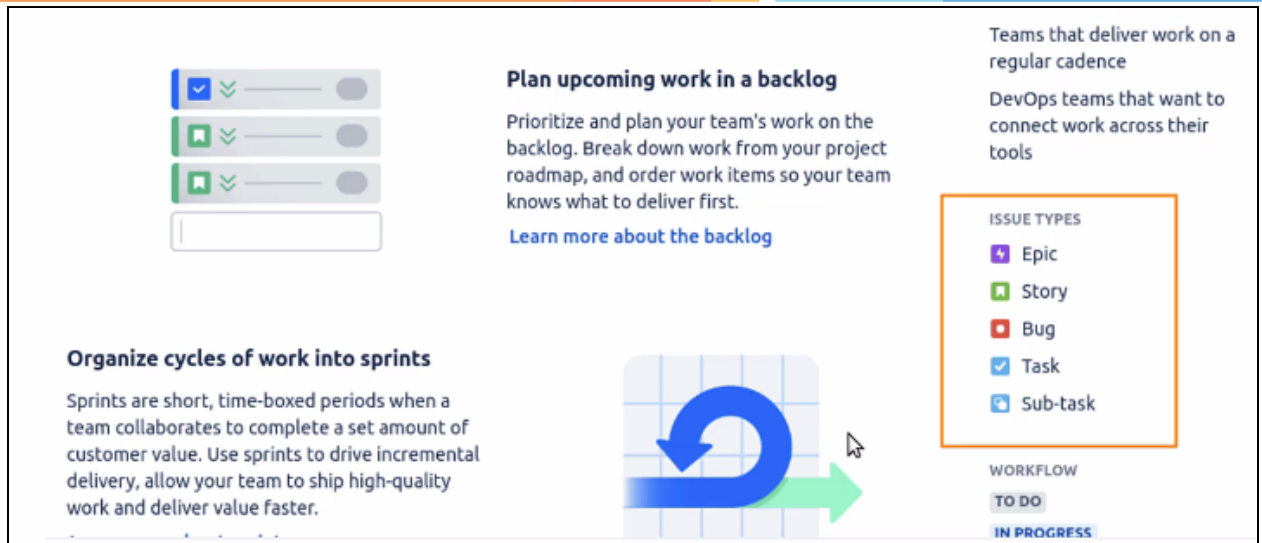 Plan upcoming work in a backlog
Prioritize and plan your team's work on the
backlog. Break down work from your project
roadmap, and order work items so your team
knows what to deliver first.
Learn more about the backlog
Organize cycles of work into sprints
Sprints are short, time-boxed periods when a
team collaborates to complete a set amount of
customer value. Use sprints to drive incremental
delivery, allow your team to ship high-quality
work and deliver value faster.
Teams that deliver work on a
regular cadence
DevOps teams that want to
connect work across their
tools
ISSUE TYPES
Epic
Story
Bug
Task
Sub-task
WORKFLOW
TO DO
IN PROGRESS